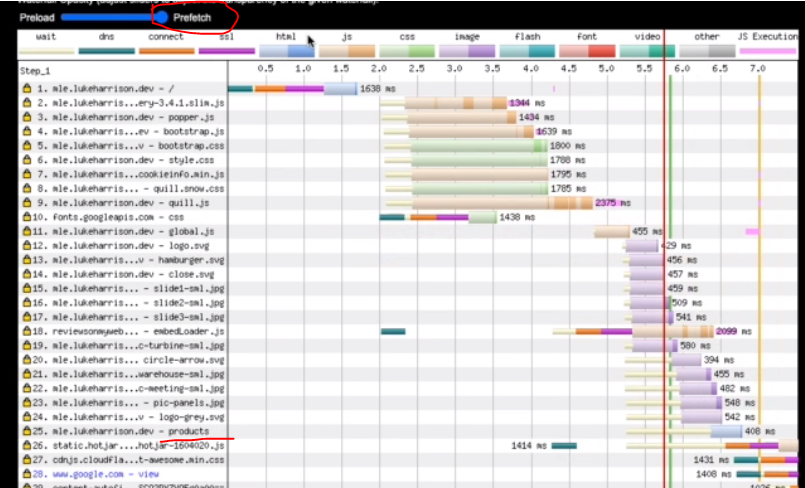 Preload Prefetch
wait dns connect ssl html js css image flash font video other JS Execution
Step_1 0.5 1.0 1.5 2.0 2.5 3.0 3.5 4.0 4.5 5.0 5.5 6.0 6.5 7.0
1. mle.lukeharrison.dev - / 1638 ms
2. mle.lukeharris...ery-3.4.1.slim.js 1344 ms
3. mle.lukeharrison.dev - popper.js 1434 ms
4. mle.lukeharris...ev - bootstrap.js 1639 ms
5. mle.lukeharris...v - bootstrap.css 1800 ms
6. mle.lukeharrison.dev - style.css 1788 ms
7. mle.lukeharris...cookieinfo.min.js 1795 ms
8. mle.lukeharris... - quill.snow.css 1785 ms
9. mle.lukeharrison.dev - quill.js 2375 ms
10. fonts.googleapis.com - css 1438 ms
11. mle.lukeharrison.dev - global.js 455 ms
12. mle.lukeharrison.dev - logo.svg 429 ms
13. mle.lukeharris...v - hamburger.svg 456 ms
14. mle.lukeharrison.dev - close.svg 457 ms
15. mle.lukeharris... - slide1-sml.jpg 459 ms
16. mle.lukeharris... - slide2-sml.jpg 509 ms
17. mle.lukeharris... - slide3-sml.jpg 541 ms
18. reviewsonmyweb... - embedLoader.js 2099 ms
19. mle.lukeharris...c-turbine-sml.jpg 580 ms
20. mle.lukeharris... circle-arrow.svg 394 ms
21. mle.lukeharris...warehouse-sml.jpg 455 ms
22. mle.lukeharris...c-meeting-sml.jpg 482 ms
23. mle.lukeharris... - pic-panels.jpg 548 ms
24. mle.lukeharris...v - logo-grey.svg 542 ms
25. mle.lukeharrison.dev - products 408 ms
26. static.hotjar....hotjar-1604020.js 1414 ms
27. cdnjs.cloudfla...t-awesome.min.css 1431 ms
28. www.google.com - view 1408 ms